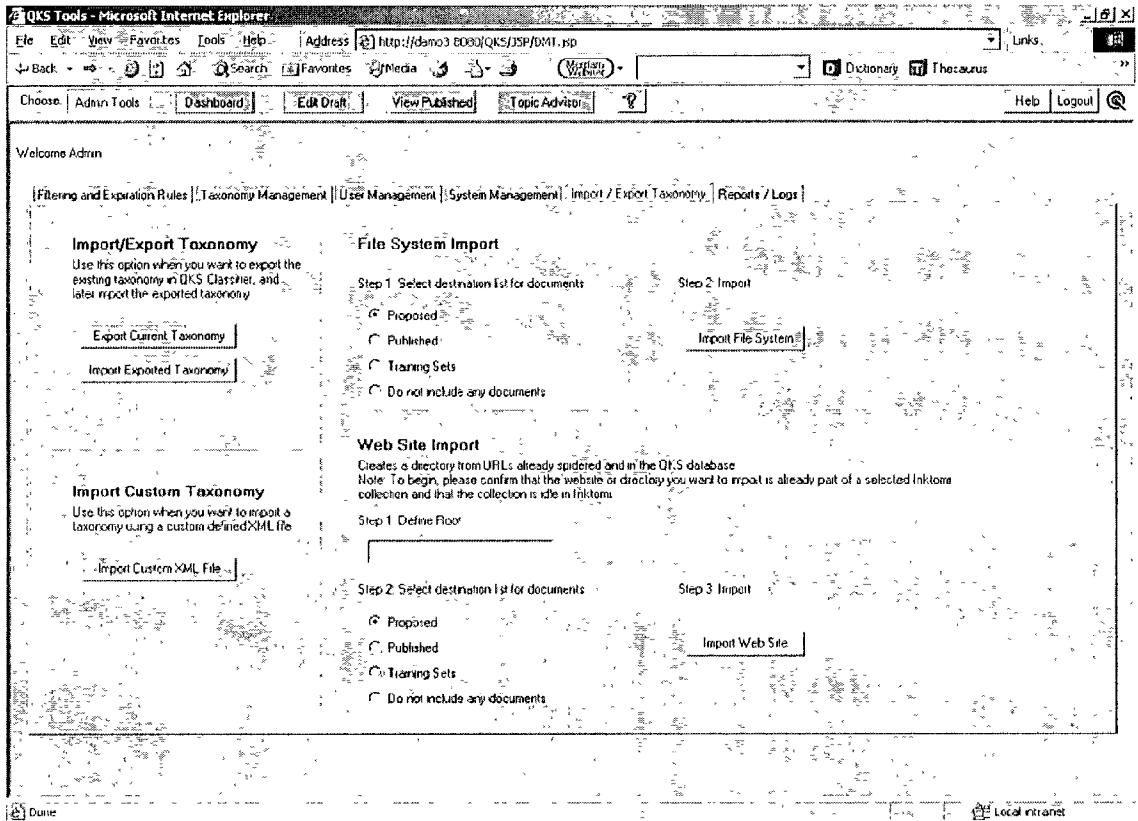 QKS Tools - Microsoft Internet Explorer
File Edit View Favorites Tools Help Address http://demo3:8080/QKS/JSP/DMT.jsp Links
Back Search Favorites Media Merriam Webster Dictionary Thesaurus
Choose: Admin Tools Dashboard Edit Draft View Published Topic Advisor ? Help Logout
Welcome Admin
Filtering and Expiration Rules Taxonomy Management User Management System Management Import / Export Taxonomy Reports / Logs
Import/Export Taxonomy
Use this option when you want to export the
existing taxonomy in QKS Classifier, and
later import the exported taxonomy
Export Current Taxonomy
Import Exported Taxonomy
Import Custom Taxonomy
Use this option when you want to import a
taxonomy using a custom defined XML file
Import Custom XML File
File System Import
Step 1 Select destination list for documents
Proposed
Published
Training Sets
Do not include any documents
Step 2 Import
Import File System
Web Site Import
Creates a directory from URLs already spidered and in the QKS database
Note: To begin, please confirm that the website or directory you want to import is already part of a selected Inktomi
collection and that the collection is idle in Inktomi
Step 1 Define Root
Step 2 Select destination list for documents
Proposed
Published
Training Sets
Do not include any documents
Step 3 Import
Import Web Site
Done Local intranet